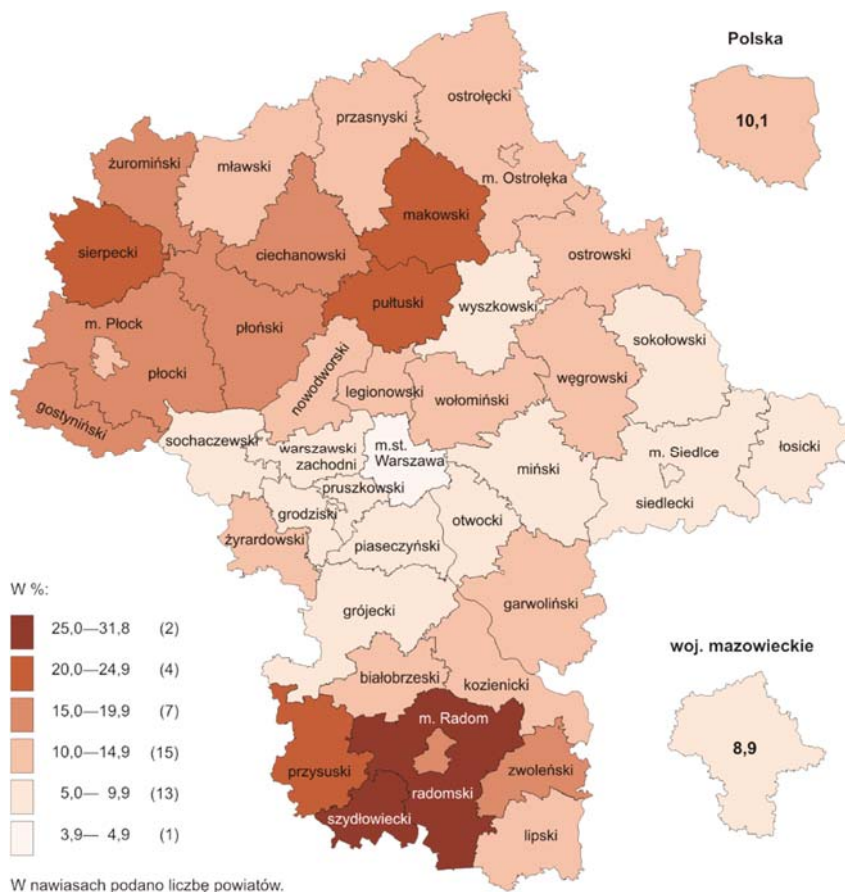 Polska
10,1
ostrołęcki
przasnyski
żuromiński
mławski
m. Ostrołęka
makowski
sierpecki
ciechanowski
ostrowski
pułtuski
wyszkowski
m. Płock
płoński
sokołowski
płocki
nowodworski
legionowski
wołomiński
węgrowski
gostyniński
sochaczewski
warszawski
zachodni
m.st.
Warszawa
m. Siedlce
łosicki
miński
pruszkowski
siedlecki
grodziski
otwocki
żyrardowski
piaseczyński
garwoliński
grójecki
woj. mazowieckie
8,9
białobrzeski
kozienicki
m. Radom
przysuski
zwoleński
radomski
szydłowiecki
lipski
W %:
25,0—31,8 (2)
20,0—24,9 (4)
15,0—19,9 (7)
10,0—14,9 (15)
5,0— 9,9 (13)
3,9— 4,9 (1)
W nawiasach podano liczbę powiatów.